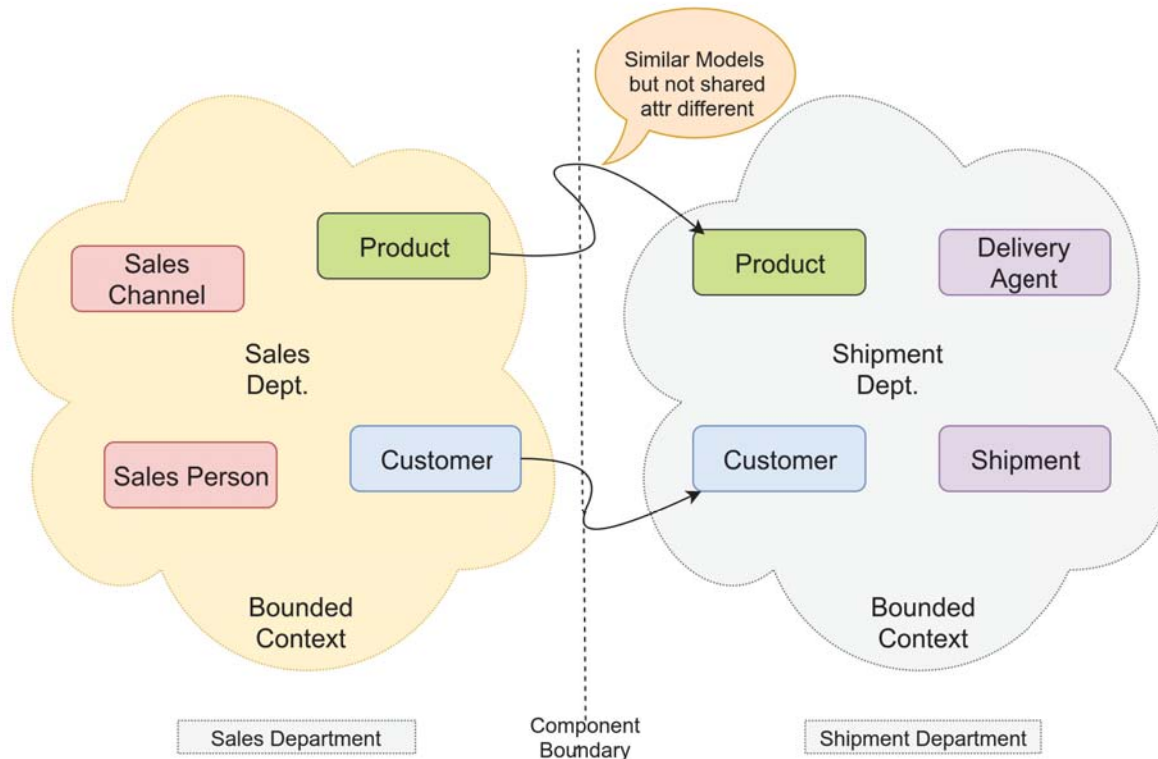 Similar Models
but not shared
attr different
Sales
Channel
Product
Sales
Dept.
Sales Person
Customer
Bounded
Context
Product
Delivery
Agent
Shipment
Dept.
Customer
Shipment
Bounded
Context
Sales Department
Component
Boundary
Shipment Department